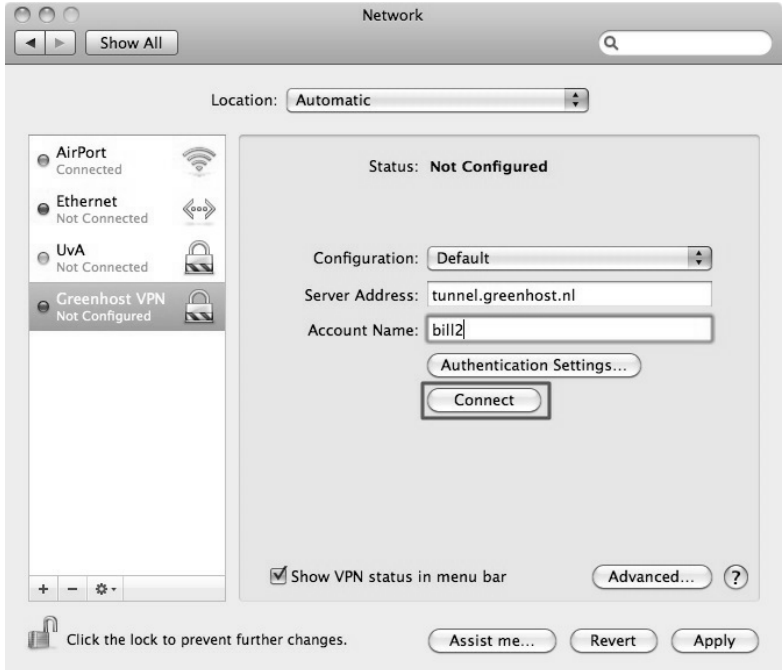 Network
Show All
Location: Automatic
AirPort
Connected
Ethernet
Not Connected
UvA
Not Connected
Greenhost VPN
Not Configured
Status: Not Configured
Configuration: Default
Server Address: tunnel.greenhost.nl
Account Name: bill2
Authentication Settings...
Connect
Show VPN status in menu bar
Advanced... ?
+ −
Click the lock to prevent further changes.
Assist me... Revert Apply